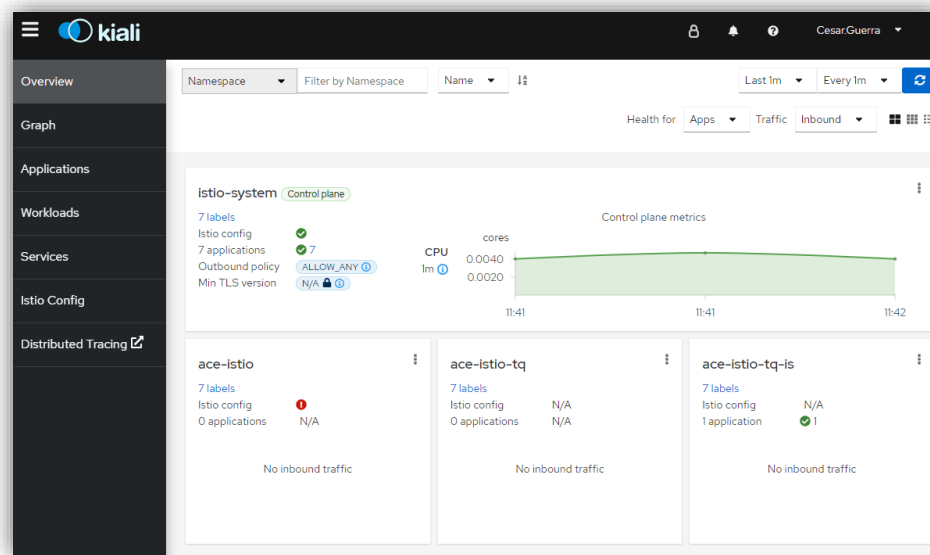 kiali
Cesar.Guerra
Overview
Graph
Applications
Workloads
Services
Istio Config
Distributed Tracing
Namespace Filter by Namespace Name Last 1m Every 1m
Health for Apps Traffic Inbound
istio-system Control plane
7 labels
Istio config
7 applications 7
Outbound policy ALLOW_ANY
Min TLS version N/A
CPU
1m
Control plane metrics
cores
0.0040
0.0020
11:41 11:41 11:42
ace-istio
7 labels
Istio config
0 applications N/A
No inbound traffic
ace-istio-tq
7 labels
Istio config N/A
0 applications N/A
No inbound traffic
ace-istio-tq-is
7 labels
Istio config N/A
1 application 1
No inbound traffic